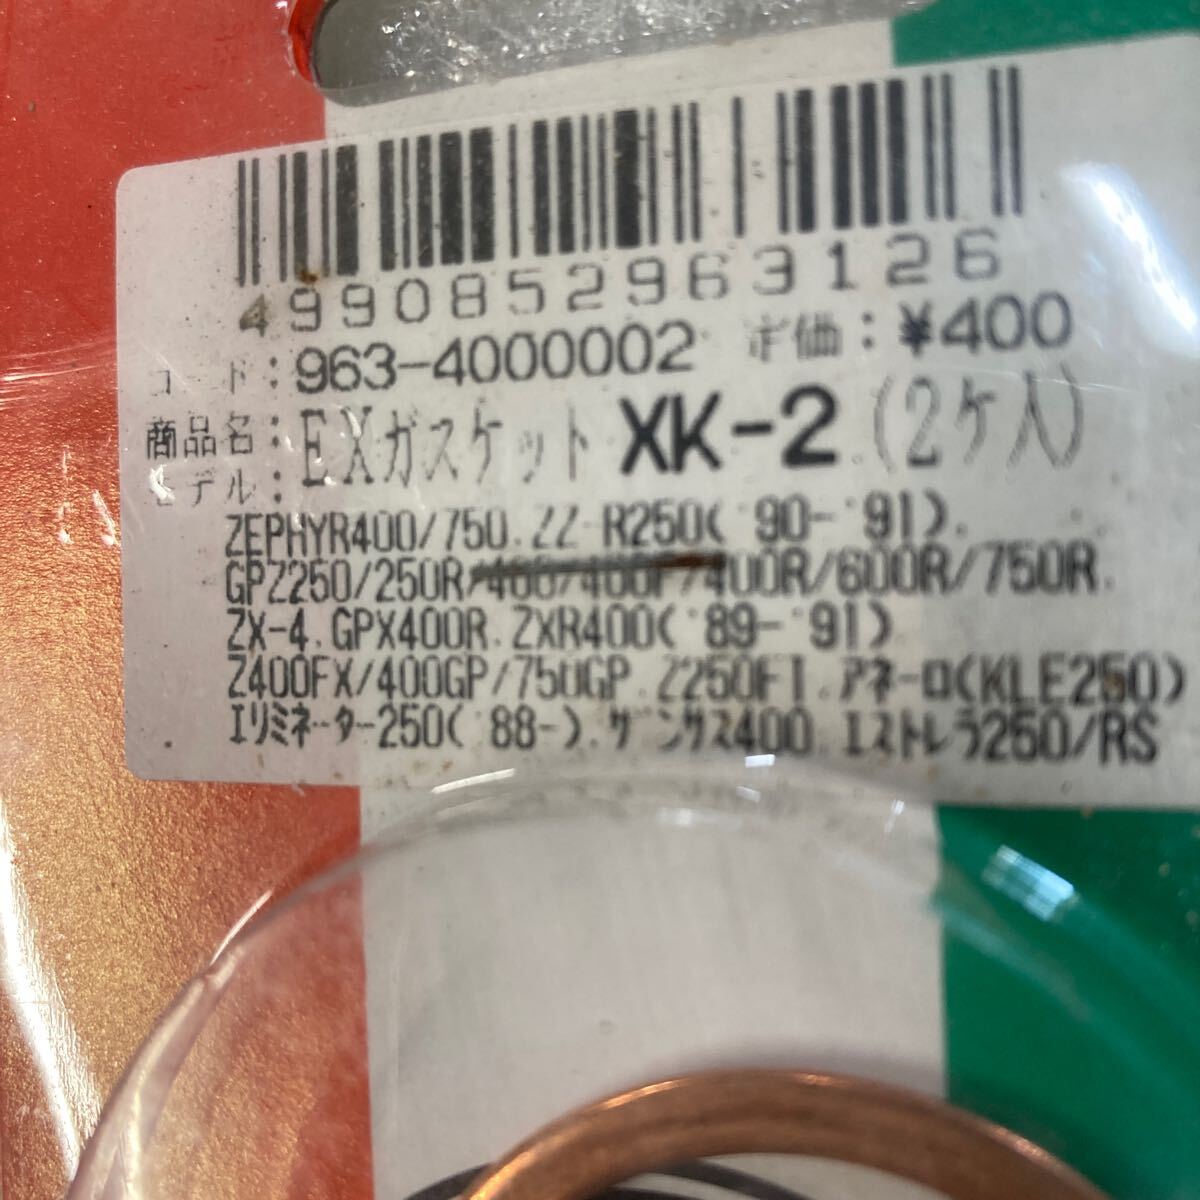 4990852963126
コード：963-4000002 定価：¥400
商品名：EXガスケット XK-2 (2ケ入)
モデル：
ZEPHYR400/750.ZZ-R250('90-'91).
GPZ250/250R/400/400F/400R/600R/750R.
ZX-4.GPX400R.ZXR400('89-'91)
Z400FX/400GP/750GP.Z250FT.アネーロ(KLE250)
エリミネーター250('88-).ザンザス400.エストレラ250/RS